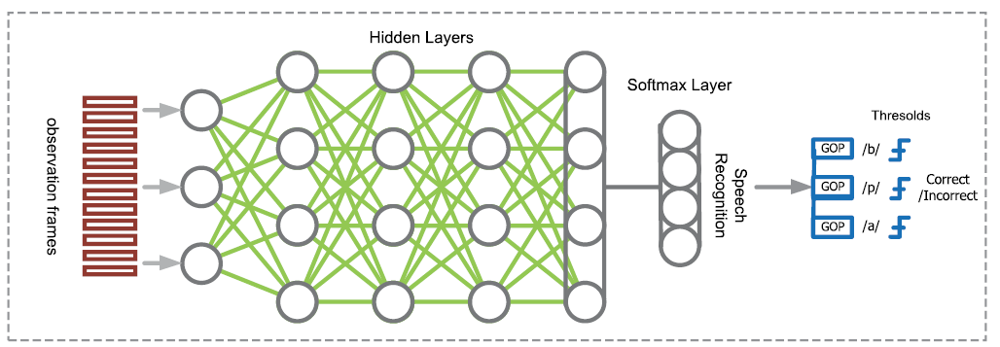 Hidden Layers
observation frames
Softmax Layer
Speech
Recognition
Thresolds
GOP /b/
GOP /p/
GOP /a/
Correct
/Incorrect